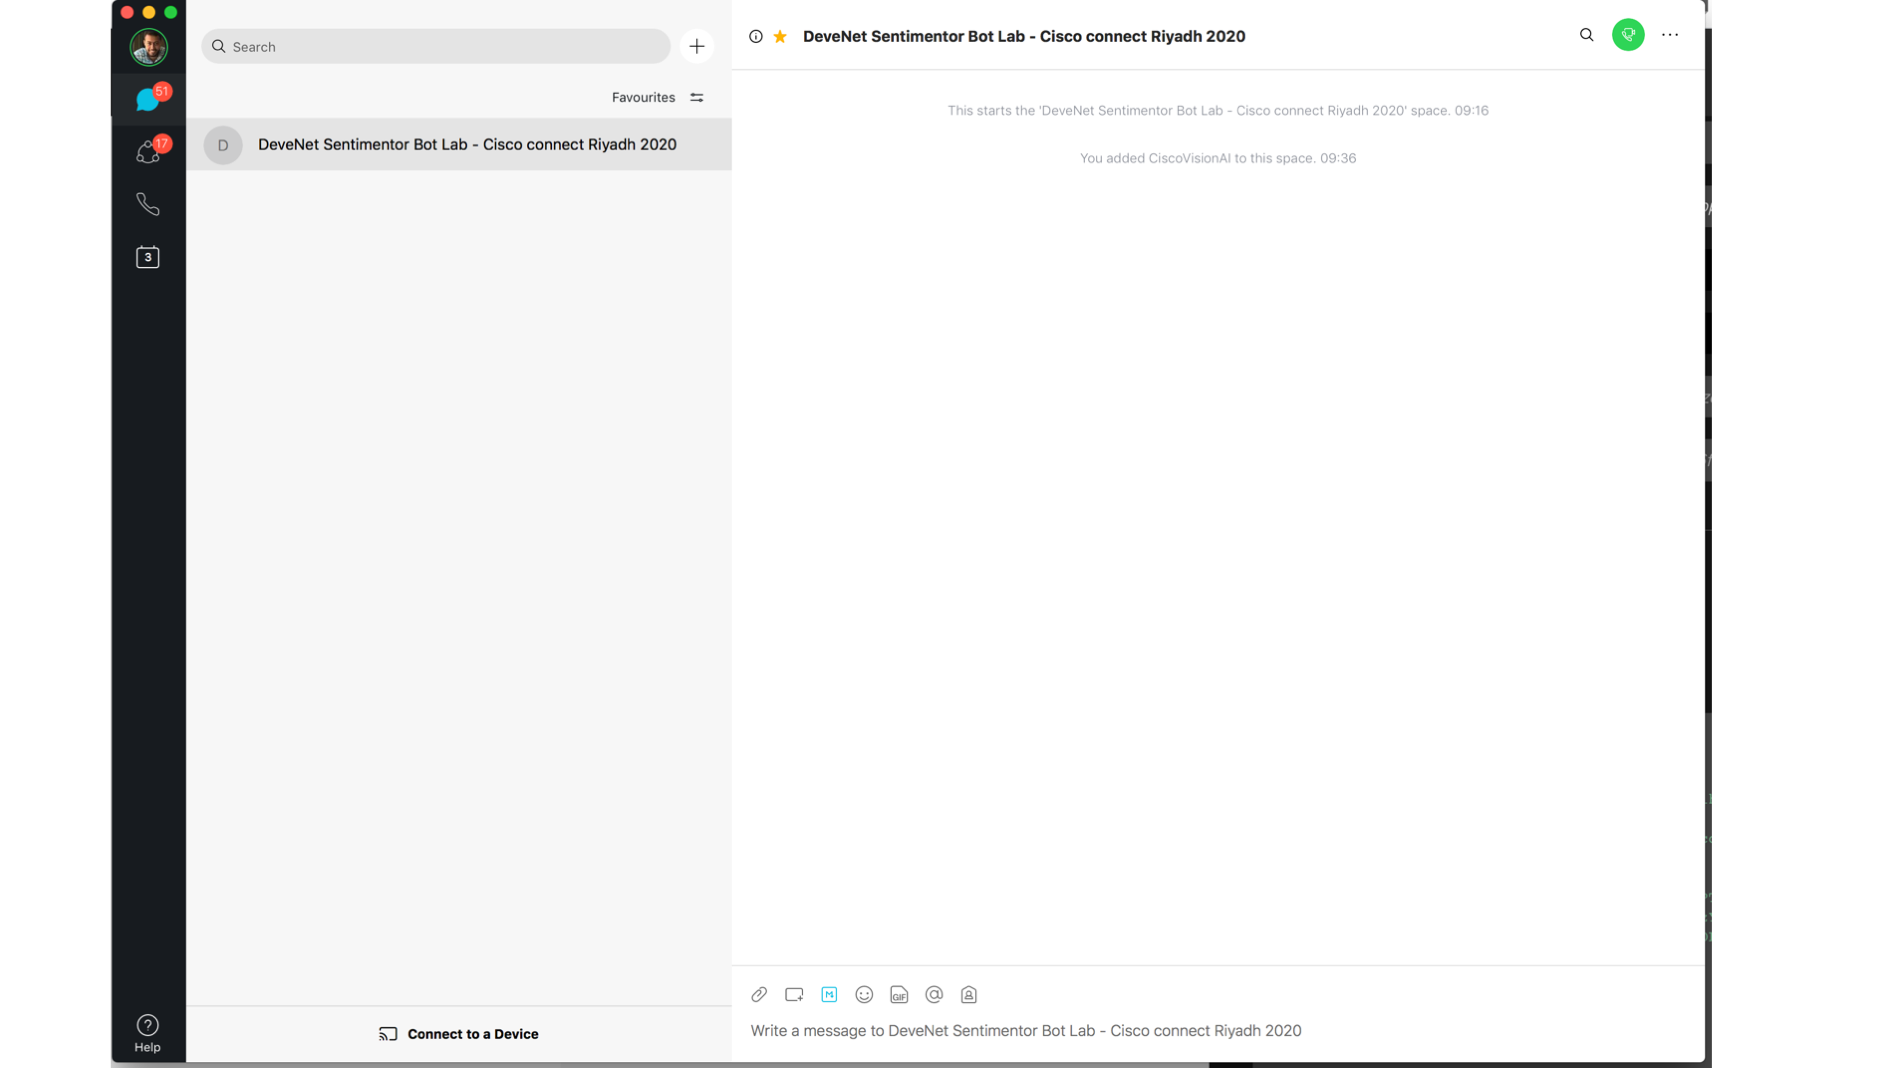 Search
DeveNet Sentimentor Bot Lab - Cisco connect Riyadh 2020
51
Favourites
This starts the 'DeveNet Sentimentor Bot Lab - Cisco connect Riyadh 2020' space. 09:16
17
D
DeveNet Sentimentor Bot Lab - Cisco connect Riyadh 2020
You added CiscoVisionAI to this space. 09:36
3
M
GIF
@
Help
Connect to a Device
Write a message to DeveNet Sentimentor Bot Lab - Cisco connect Riyadh 2020